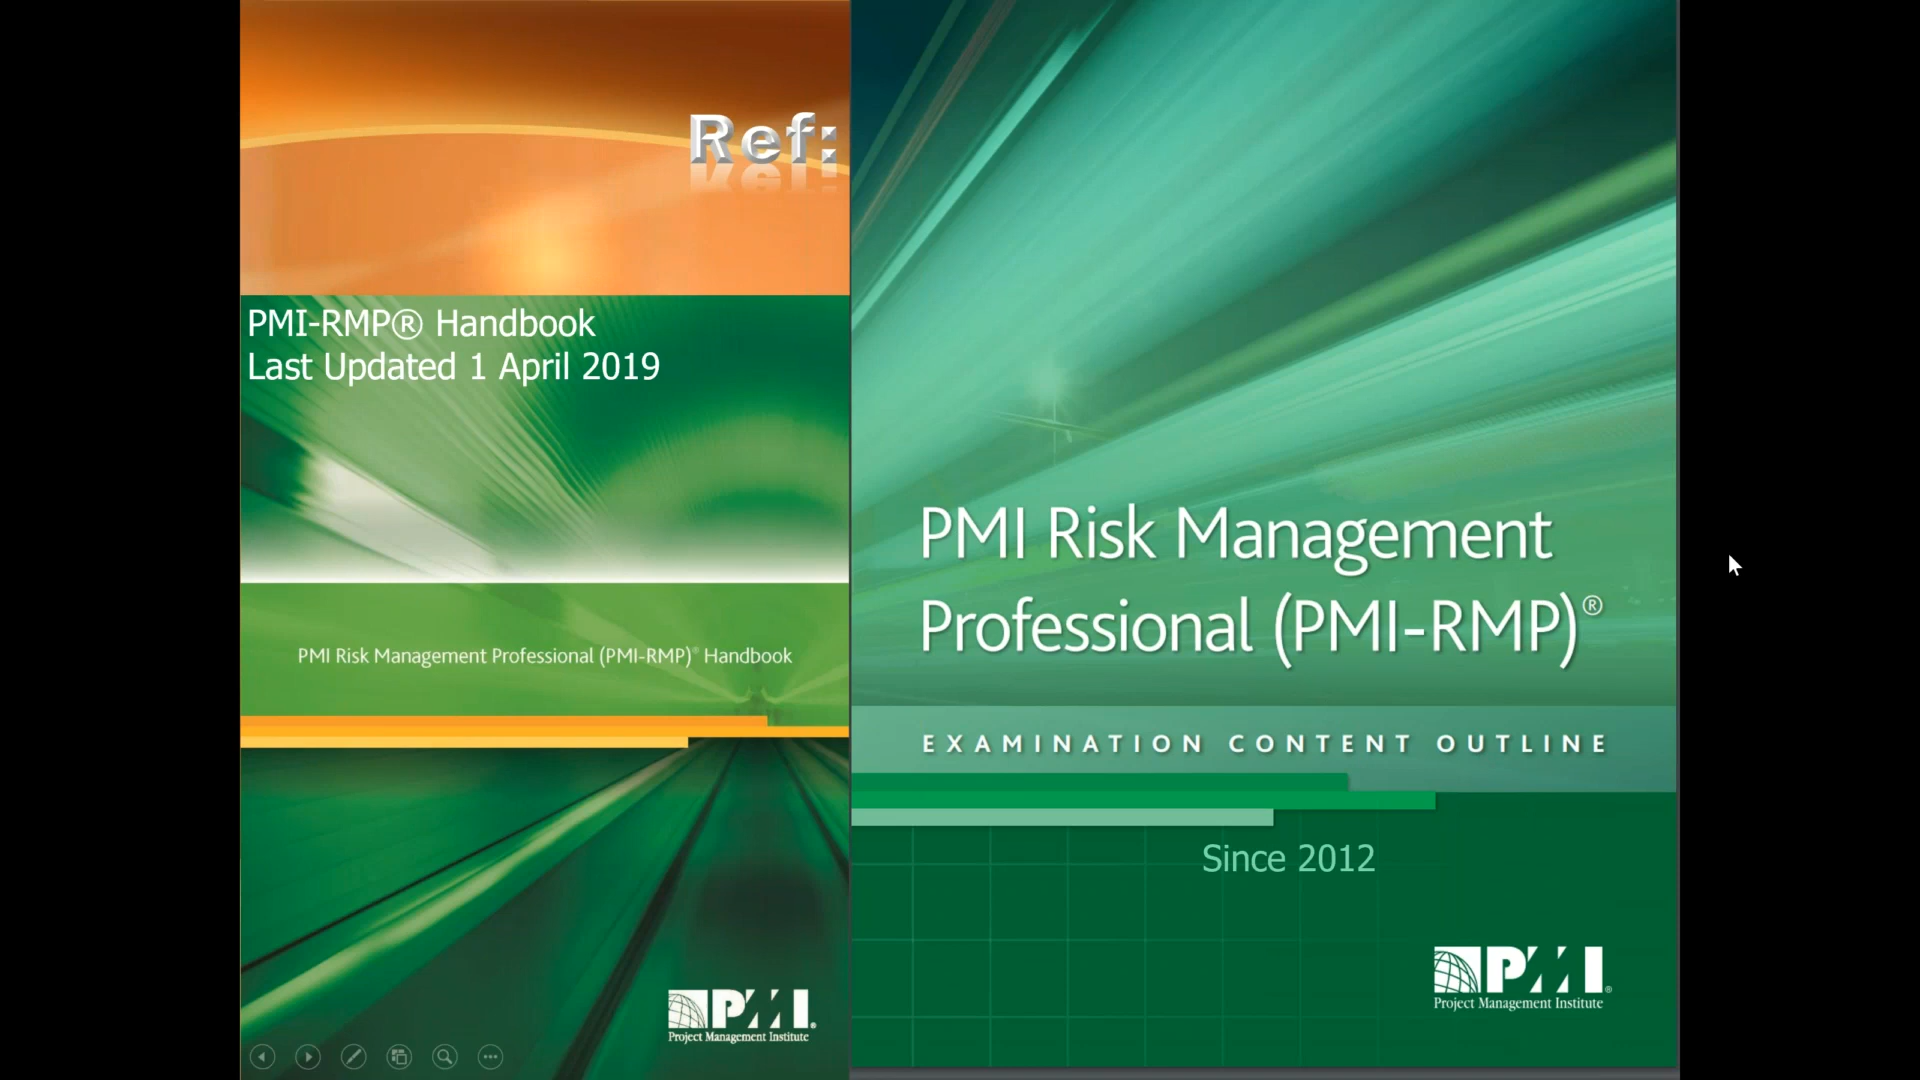 Ref:
PMI-RMP® Handbook
Last Updated 1 April 2019
PMI Risk Management Professional (PMI-RMP)® Handbook
PMI®
Project Management Institute
PMI Risk Management
Professional (PMI-RMP)®
EXAMINATION CONTENT OUTLINE
Since 2012
PMI®
Project Management Institute